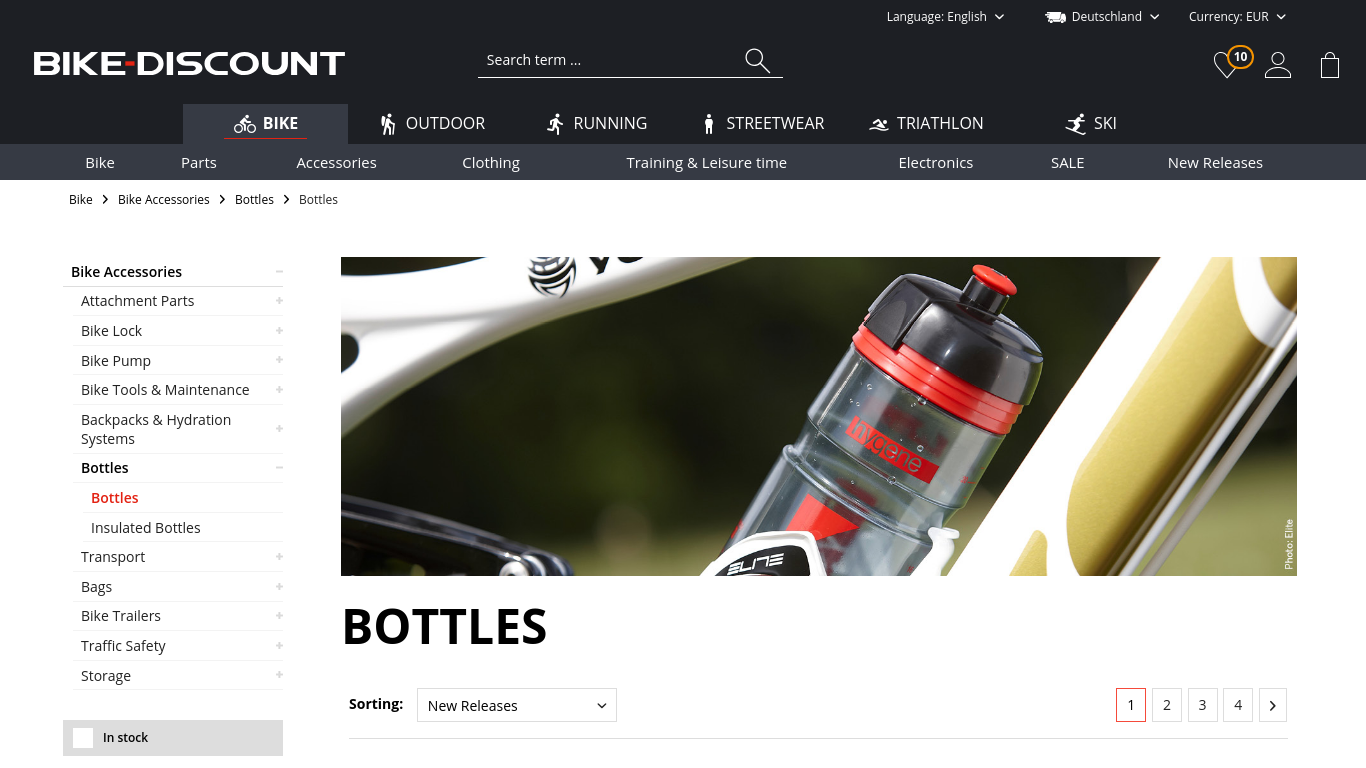 Language: English
Deutschland
Currency: EUR
BIKE-DISCOUNT
Search term ...
10
BIKE
OUTDOOR
RUNNING
STREETWEAR
TRIATHLON
SKI
Bike
Parts
Accessories
Clothing
Training & Leisure time
Electronics
SALE
New Releases
Bike
Bike Accessories
Bottles
Bottles
Bike Accessories
Attachment Parts
Bike Lock
Bike Pump
Bike Tools & Maintenance
Backpacks & Hydration
Systems
Bottles
Bottles
Insulated Bottles
Transport
Bags
Bike Trailers
Traffic Safety
Storage
In stock
hygene
ELITE
Photo: Elite
BOTTLES
Sorting:
New Releases
1 2 3 4